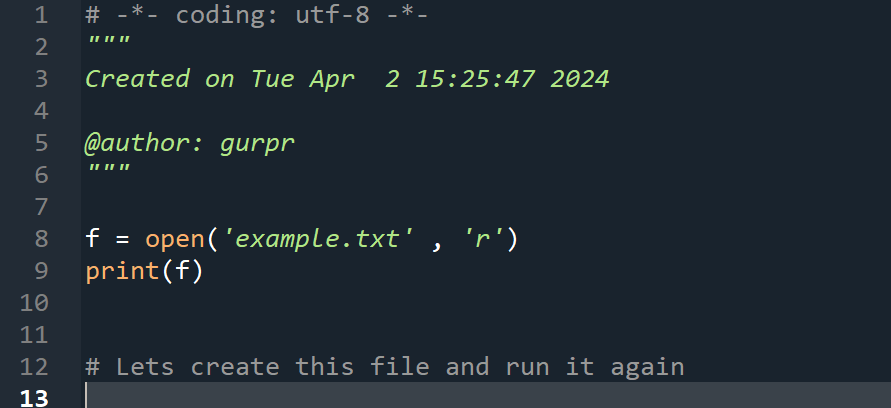 1 # -*- coding: utf-8 -*-
2 """
3 Created on Tue Apr  2 15:25:47 2024
4
5 @author: gurpr
6 """
7
8 f = open('example.txt' , 'r')
9 print(f)
10
11
12 # Lets create this file and run it again
13